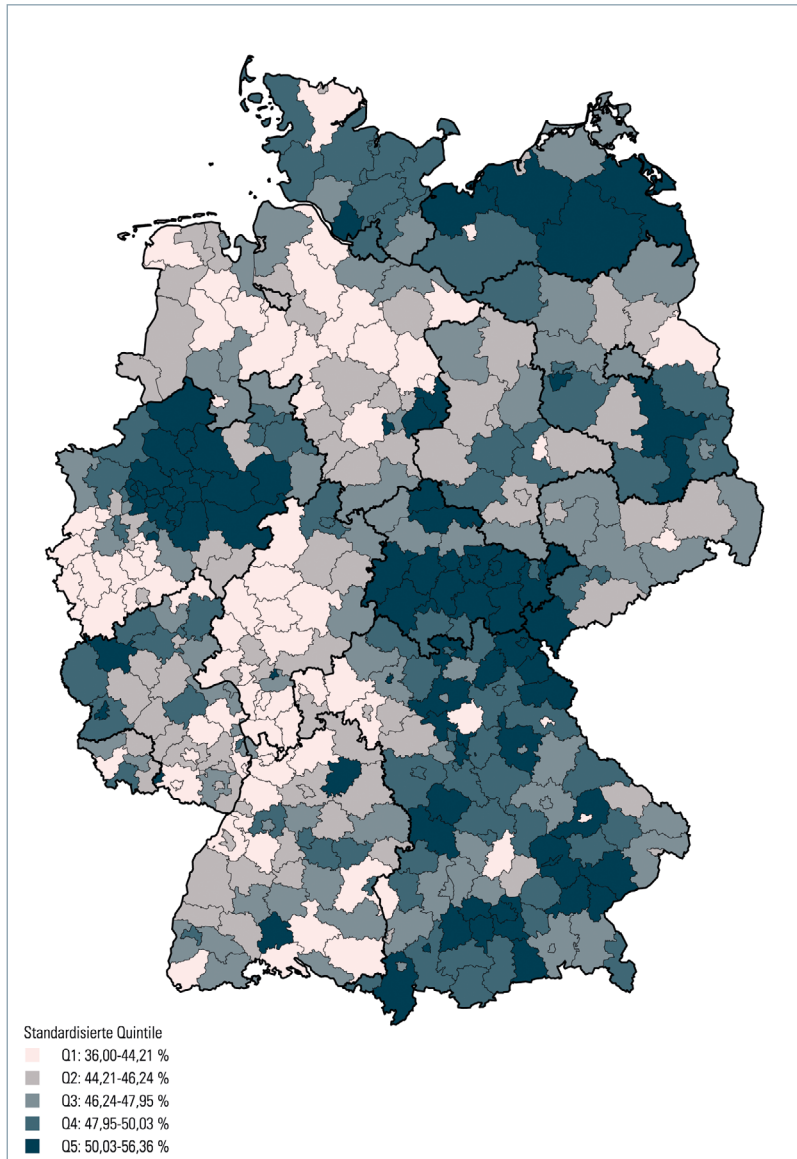 Standardisierte Quintile
Q1: 36,00-44,21 %
Q2: 44,21-46,24 %
Q3: 46,24-47,95 %
Q4: 47,95-50,03 %
Q5: 50,03-56,36 %